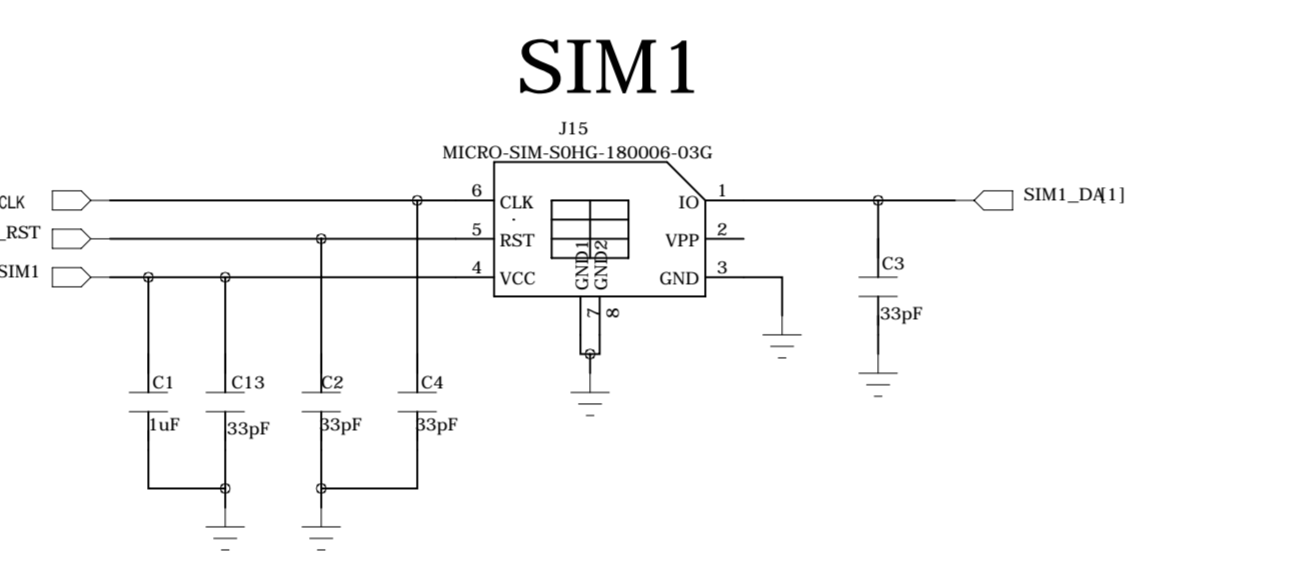 SIM1
J15
MICRO-SIM-S0HG-180006-03G
CLK
6
CLK
IO
1
SIM1_DA[1]
_RST
5
RST
VPP
2
SIM1
4
VCC
GND1
GND2
GND
3
7
8
C3
33pF
C1
1uF
C13
33pF
C2
33pF
C4
33pF